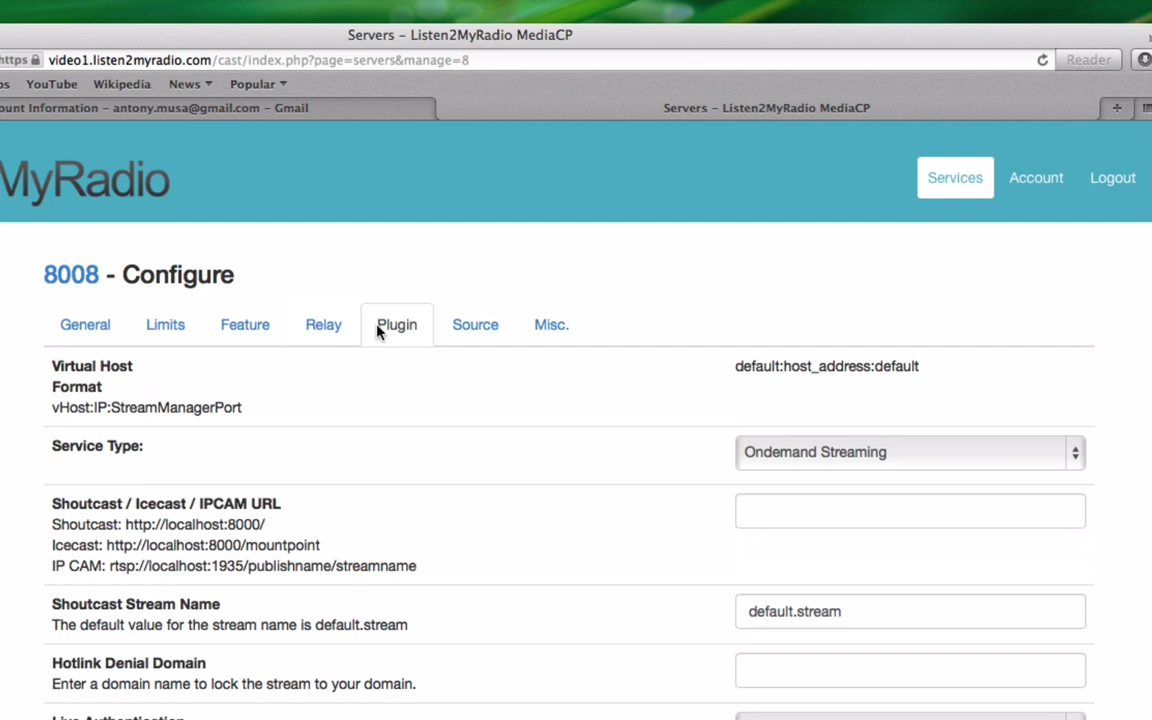 Servers – Listen2MyRadio MediaCP
https video1.listen2myradio.com/cast/index.php?page=servers&manage=8
Reader
YouTube Wikipedia News Popular
ount Information – antony.musa@gmail.com – Gmail
Servers – Listen2MyRadio MediaCP
MyRadio
Services Account Logout
8008 - Configure
General Limits Feature Relay Plugin Source Misc.
Virtual Host
Format
vHost:IP:StreamManagerPort
default:host_address:default
Service Type:
Ondemand Streaming
Shoutcast / Icecast / IPCAM URL
Shoutcast: http://localhost:8000/
Icecast: http://localhost:8000/mountpoint
IP CAM: rtsp://localhost:1935/publishname/streamname
Shoutcast Stream Name
The default value for the stream name is default.stream
default.stream
Hotlink Denial Domain
Enter a domain name to lock the stream to your domain.